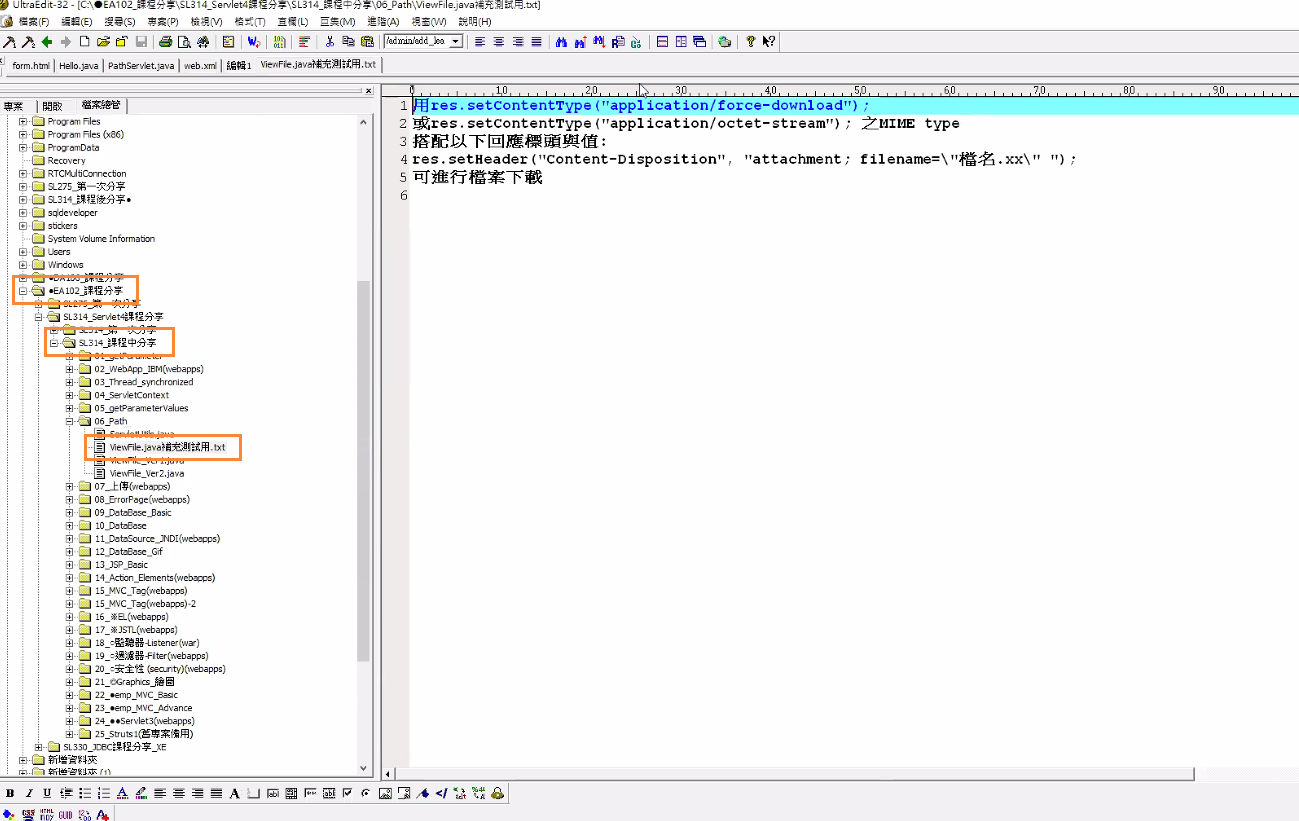 UltraEdit-32 - [C:\●EA102_課程分享\SL314_Servlet4課程分享\SL314_課程中分享\06_Path\ViewFile.java補充測試用.txt]
檔案(F) 編輯(E) 搜尋(S) 專案(P) 檢視(V) 格式(T) 直欄(L) 巨集(M) 進階(A) 視窗(W) 說明(H)
/admin/add_lea
form.html Hello.java PathServlet.java web.xml 編輯1 ViewFile.java補充測試用.txt
專案 開啟 檔案總管
0 10 20 30 40 50 60 70 80 90
Program Files
Program Files (x86)
ProgramData
Recovery
RTCMultiConnection
SL275_第一次分享
SL314_課程後分享●
sqldeveloper
stickers
System Volume Information
Users
Windows
●DA106_課程分享
●EA102_課程分享
SL275_第一次分享
SL314_Servlet4課程分享
SL314_第一次分享
SL314_課程中分享
01_getParameter
02_WebApp_IBM(webapps)
03_Thread_synchronized
04_ServletContext
05_getParameterValues
06_Path
ServletUtils.java
ViewFile.java補充測試用.txt
ViewFile_Ver1.java
ViewFile_Ver2.java
07_上傳(webapps)
08_ErrorPage(webapps)
09_DataBase_Basic
10_DataBase
11_DataSource_JNDI(webapps)
12_DataBase_Gif
13_JSP_Basic
14_Action_Elements(webapps)
15_MVC_Tag(webapps)
15_MVC_Tag(webapps)-2
16_※EL(webapps)
17_※JSTL(webapps)
18_○監聽器-Listener(war)
19_○過濾器-Filter(webapps)
20_○安全性 (security)(webapps)
21_◎Graphics_繪圖
22_●emp_MVC_Basic
23_●emp_MVC_Advance
24_●●Servlet3(webapps)
25_Struts1(舊專案備用)
SL330_JDBC課程分享_XE
新增資料夾
新增資料夾 (1)
1 用res.setContentType("application/force-download");
2 或res.setContentType("application/octet-stream"); 之MIME type
3 搭配以下回應標頭與值:
4 res.setHeader("Content-Disposition", "attachment; filename=\"檔名.xx\" ");
5 可進行檔案下載
6
B I U